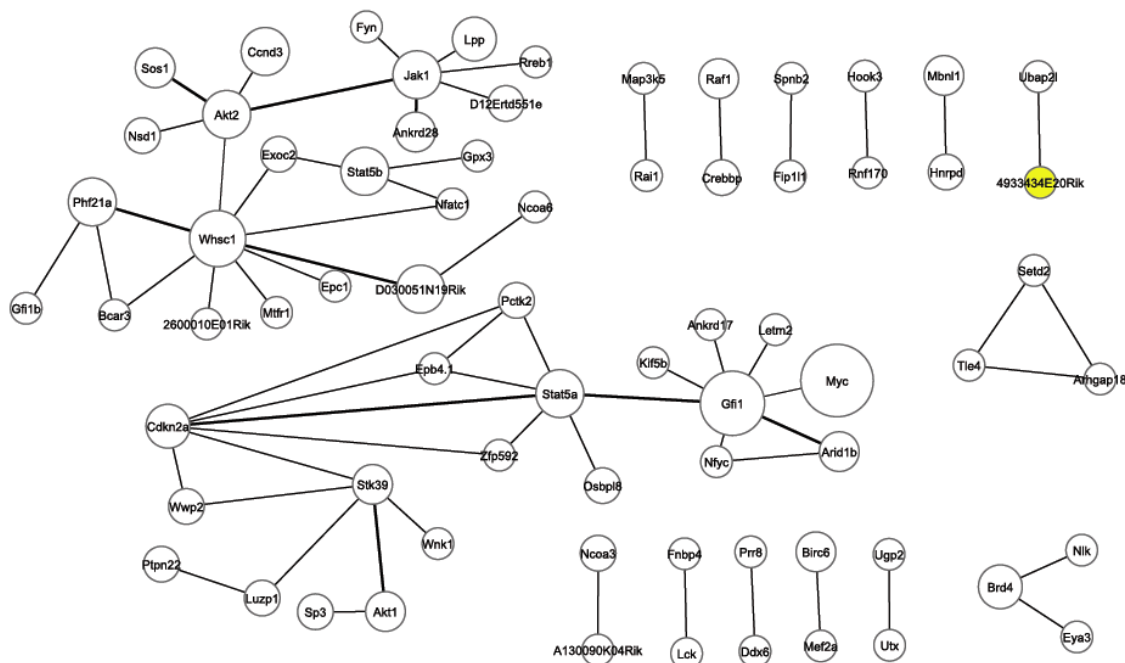 Fyn
Lpp
Ccnd3
Sos1
Jak1
Rreb1
D12Ertd551e
Akt2
Nsd1
Ankrd28
Exoc2
Gpx3
Stat5b
Phf21a
Nfatc1
Ncoa6
Whsc1
Epc1
D030051N19Rik
Gfi1b
Bcar3
Mtfr1
2600010E01Rik
Map3k5
Raf1
Spnb2
Hook3
Mbnl1
Ubap2l
Rai1
Crebbp
Fip1l1
Rnf170
Hnrpd
4933434E20Rik
Setd2
Tle4
Arhgap18
Pctk2
Ankrd17
Letm2
Kif5b
Epb4.1
Myc
Stat5a
Gfi1
Cdkn2a
Zfp592
Nfyc
Arid1b
Stk39
Osbpl8
Wwp2
Wnk1
Ptpn22
Luzp1
Sp3
Akt1
Ncoa3
Fnbp4
Prr8
Birc6
Ugp2
Nlk
Brd4
Eya3
A130090K04Rik
Lck
Ddx6
Mef2a
Utx